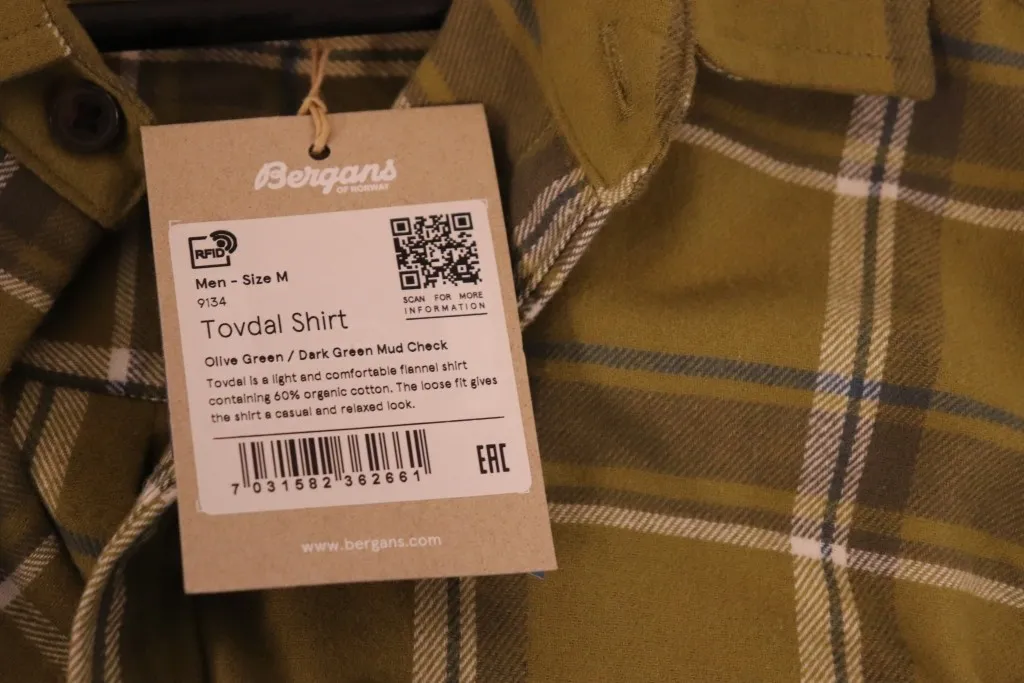 Bergans
OF NORWAY
RFID
Men - Size M
9134
SCAN FOR MORE
INFORMATION
Tovdal Shirt
Olive Green / Dark Green Mud Check
Tovdal is a light and comfortable flannel shirt
containing 60% organic cotton. The loose fit gives
the shirt a casual and relaxed look.
7 031582 362661
EAC
www.bergans.com